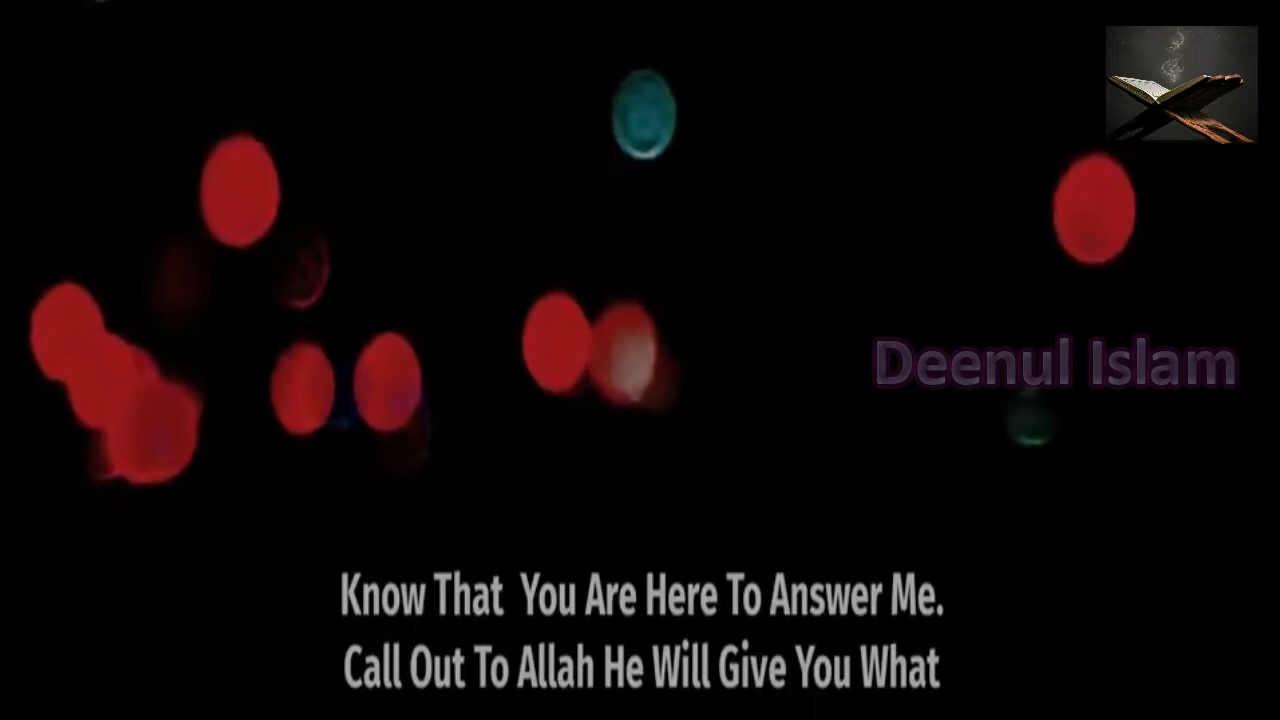 Deenul Islam
Know That You Are Here To Answer Me.
Call Out To Allah He Will Give You What